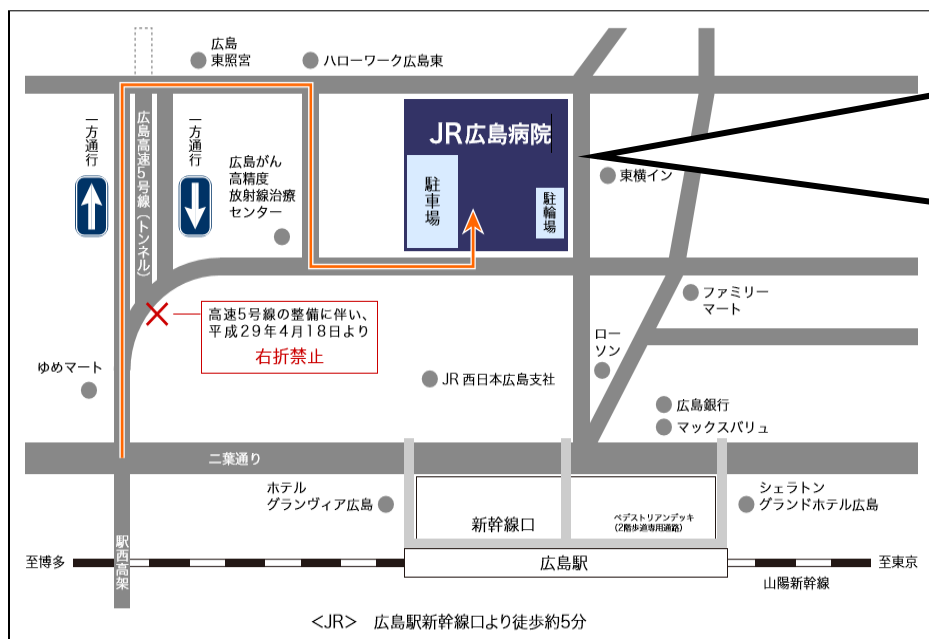 広島
東照宮
ハローワーク広島東
一方通行
広島高速5号線（トンネル）
一方通行
広島がん
高精度
放射線治療
センター
JR広島病院
駐車場
駐輪場
東横イン
高速5号線の整備に伴い、
平成29年4月18日より
右折禁止
ファミリー
マート
ロー
ソン
ゆめマート
JR 西日本広島支社
広島銀行
マックスバリュ
二葉通り
ホテル
グランヴィア広島
シェラトン
グランドホテル広島
新幹線口
ペデストリアンデッキ
（2階歩道専用通路）
駅西高架
至博多
広島駅
至東京
山陽新幹線
＜JR＞ 広島駅新幹線口より徒歩約5分